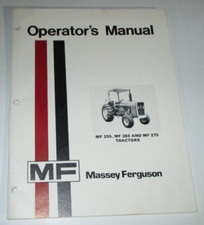 Operator's Manual
MF 255, MF 265 AND MF 275
TRACTORS
MF
Massey Ferguson